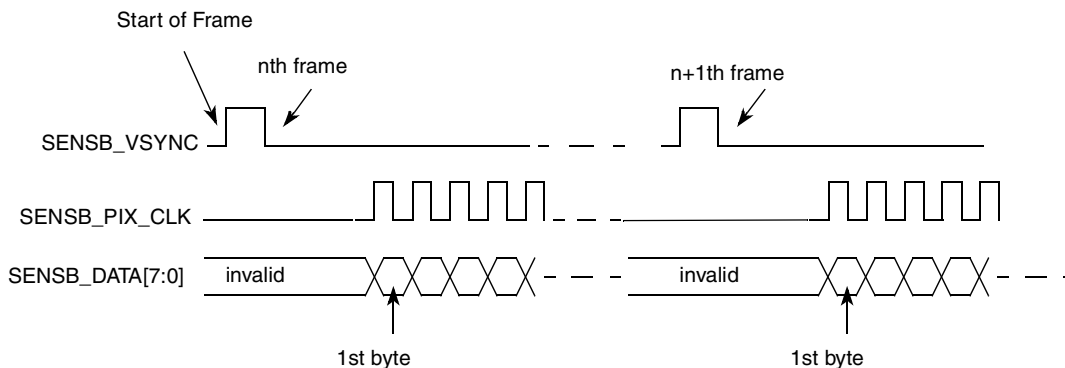 Start of Frame
nth frame
n+1th frame
SENSB_VSYNC
SENSB_PIX_CLK
SENSB_DATA[7:0]
invalid
invalid
1st byte
1st byte